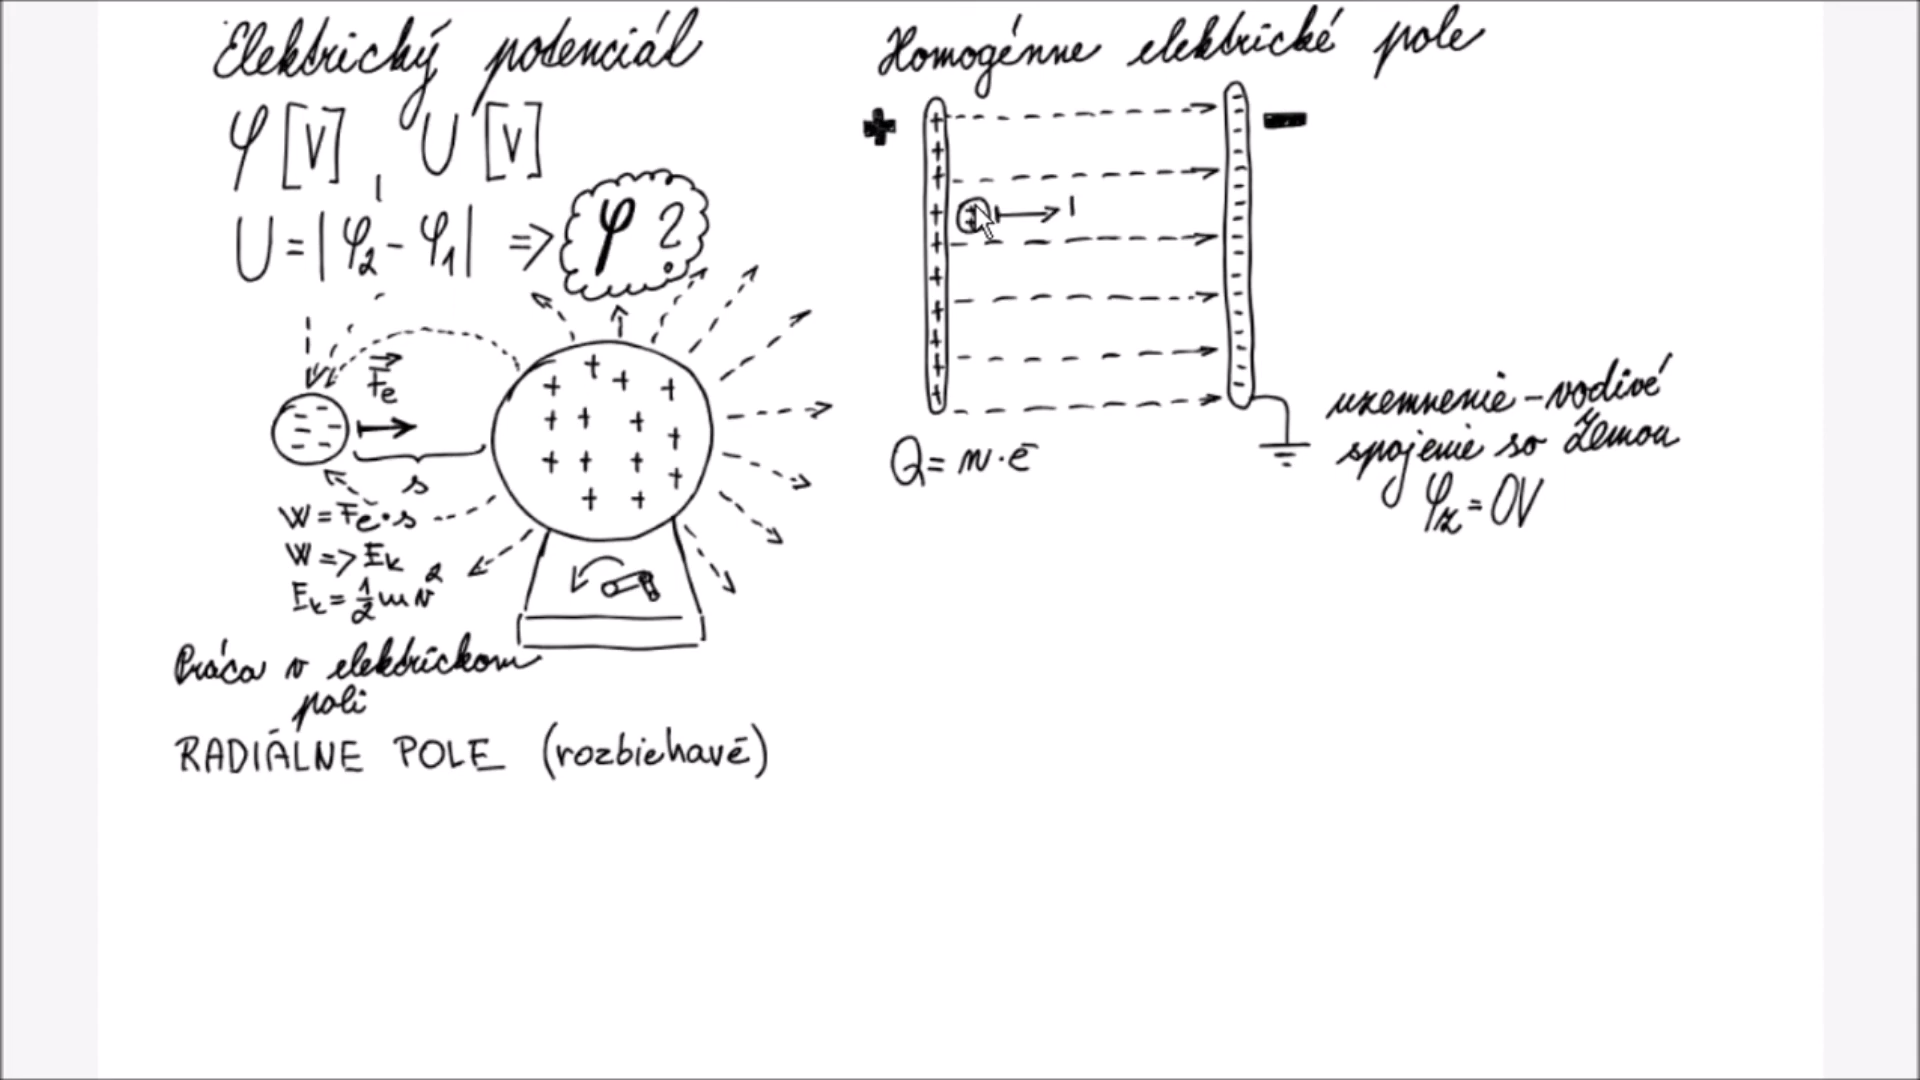 Elektrický potenciál
φ [V], U [V]
U = |φ₂ - φ₁| => φ ?
Fe
s
W = Fe · s
W => Ek
Ek = ½ m v²
Práca v elektrickom
poli
RADIÁLNE POLE (rozbiehavé)
Homogénne elektrické pole
+ -
Q = n · e
uzemnenie - vodivé
spojenie so Zemou
φz = 0V